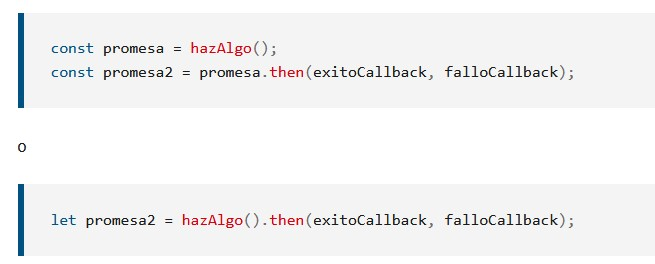 const promesa = hazAlgo();
const promesa2 = promesa.then(exitoCallback, falloCallback);
o
let promesa2 = hazAlgo().then(exitoCallback, falloCallback);